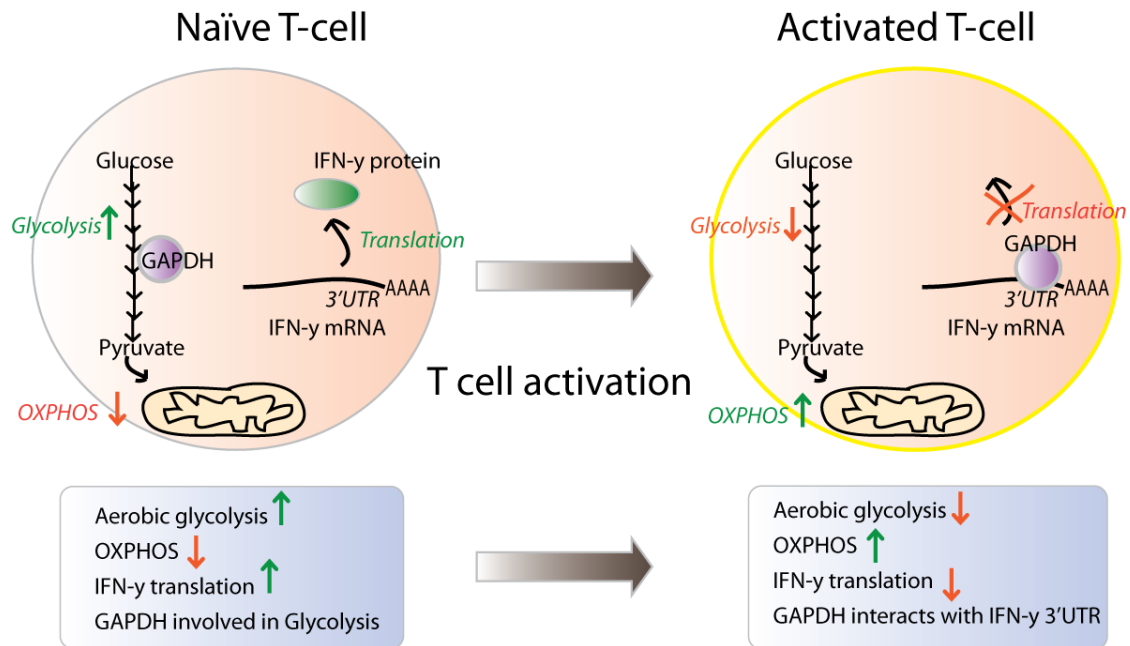 Naïve T-cell
Glucose
IFN-y protein
Glycolysis
Translation
GAPDH
AAAA
3'UTR
IFN-y mRNA
Pyruvate
OXPHOS
Aerobic glycolysis
OXPHOS
IFN-y translation
GAPDH involved in Glycolysis
T cell activation
Activated T-cell
Glucose
Glycolysis
Translation
GAPDH
AAAA
3'UTR
IFN-y mRNA
Pyruvate
OXPHOS
Aerobic glycolysis
OXPHOS
IFN-y translation
GAPDH interacts with IFN-y 3'UTR